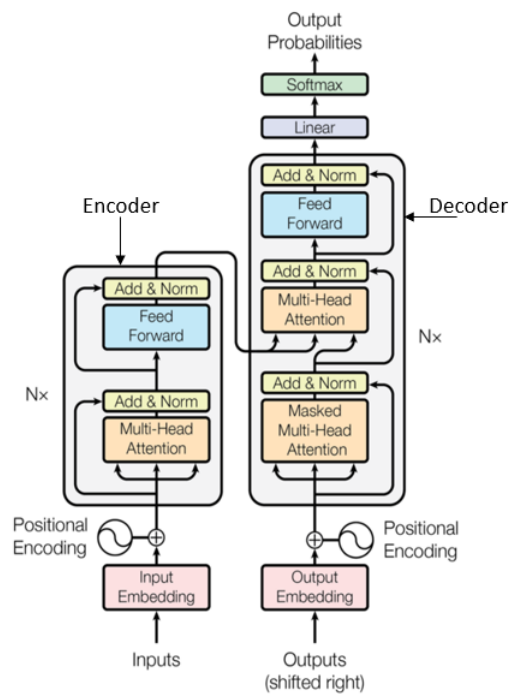 Output
Probabilities
Softmax
Linear
Add & Norm
Feed
Forward
Add & Norm
Multi-Head
Attention
Add & Norm
Masked
Multi-Head
Attention
Decoder
Nx
Encoder
Add & Norm
Feed
Forward
Add & Norm
Multi-Head
Attention
N×
Positional
Encoding
Positional
Encoding
Input
Embedding
Output
Embedding
Inputs
Outputs
(shifted right)